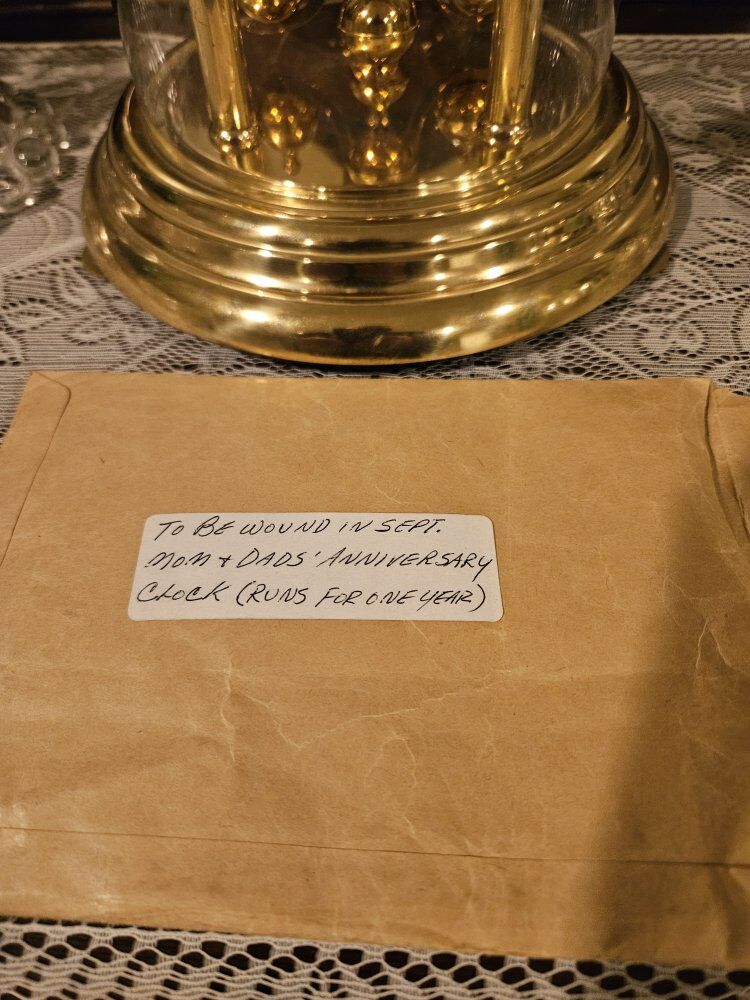 TO BE WOUND IN SEPT.
MOM + DADS' ANNIVERSARY
CLOCK (RUNS FOR ONE YEAR)